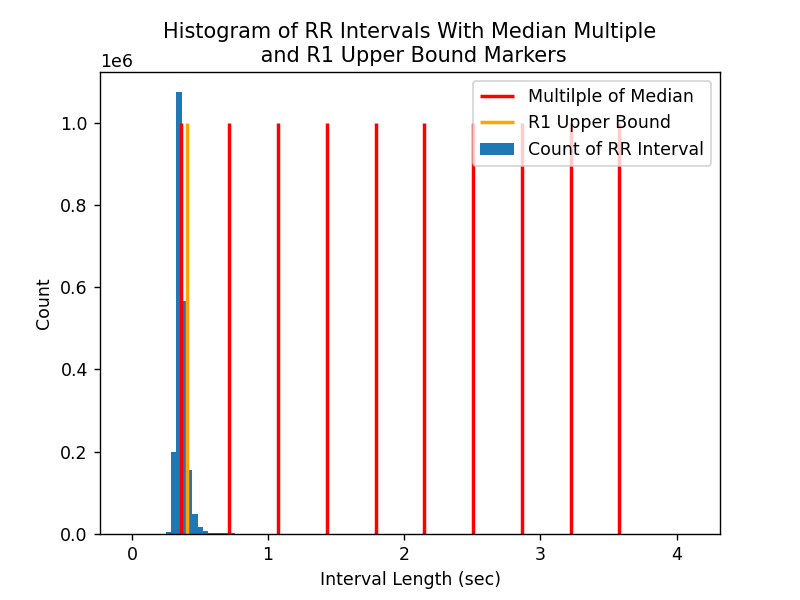 Histogram of RR Intervals With Median Multiple
and R1 Upper Bound Markers
1e6
Multilple of Median
R1 Upper Bound
Count of RR Interval
1.0
0.8
0.6
0.4
0.2
0.0
Count
0 1 2 3 4
Interval Length (sec)